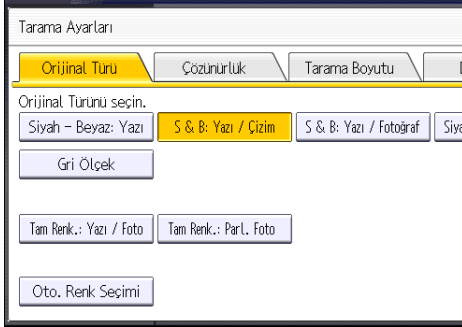 Tarama Ayarları
Orijinal Türü Çözünürlük Tarama Boyutu
Orijinal Türünü seçin.
Siyah - Beyaz: Yazı S & B: Yazı / Çizim S & B: Yazı / Fotoğraf
Gri Ölçek
Tam Renk.: Yazı / Foto Tam Renk.: Parl. Foto
Oto. Renk Seçimi